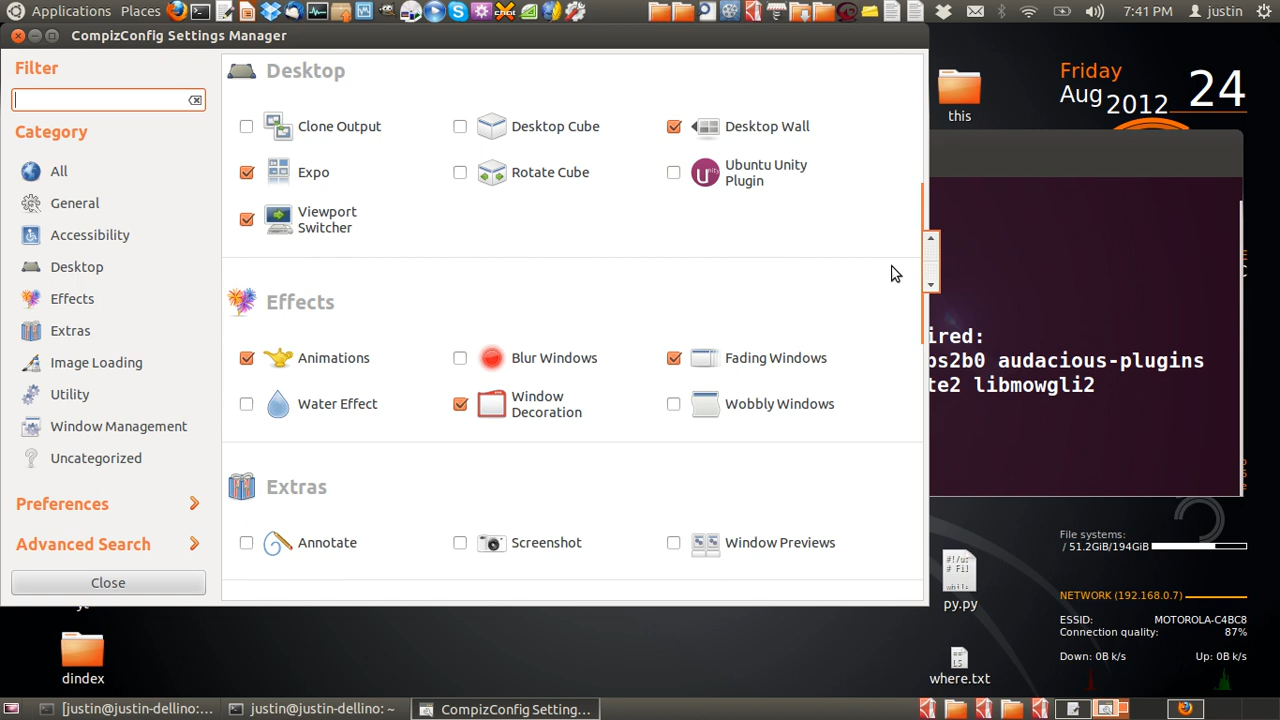 Applications Places
7:41 PM justin
CompizConfig Settings Manager
Filter
Category
All
General
Accessibility
Desktop
Effects
Extras
Image Loading
Utility
Window Management
Uncategorized
Preferences
Advanced Search
Close
Desktop
Clone Output
Desktop Cube
Desktop Wall
Expo
Rotate Cube
Ubuntu Unity
Plugin
Viewport
Switcher
Effects
Animations
Blur Windows
Fading Windows
Water Effect
Window
Decoration
Wobbly Windows
Extras
Annotate
Screenshot
Window Previews
this
Friday
Aug 2012 24
ired:
bs2b0 audacious-plugins
te2 libmowgli2
File systems:
/ 51.2GiB/194GiB
NETWORK (192.168.0.7)
ESSID: MOTOROLA-C4BC8
Connection quality: 87%
Down: 0B k/s Up: 0B k/s
py.py
where.txt
dindex
[justin@justin-dellino:...
justin@justin-dellino: ~
CompizConfig Setting...